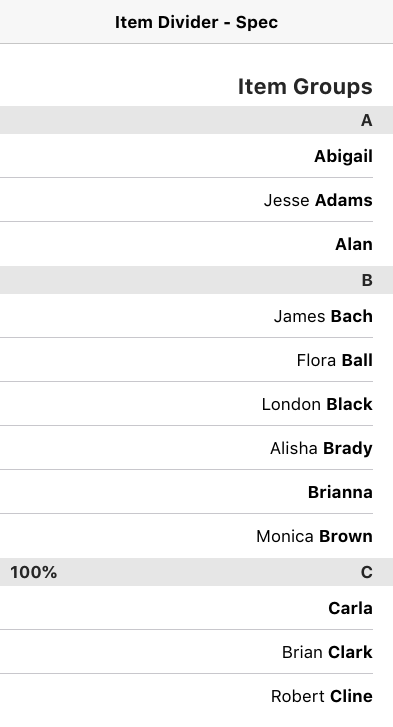 Item Divider - Spec
Item Groups
A
Abigail
Jesse Adams
Alan
B
James Bach
Flora Ball
London Black
Alisha Brady
Brianna
Monica Brown
100% C
Carla
Brian Clark
Robert Cline